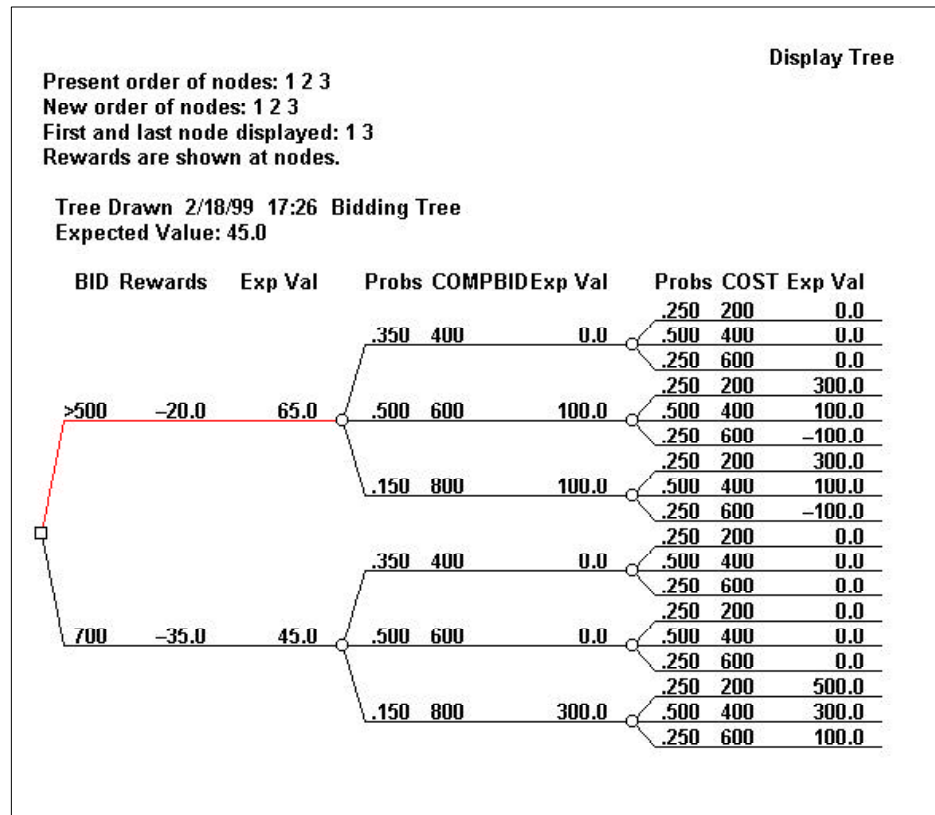 Display Tree
Present order of nodes: 1 2 3
New order of nodes: 1 2 3
First and last node displayed: 1 3
Rewards are shown at nodes.
Tree Drawn 2/18/99 17:26 Bidding Tree
Expected Value: 45.0
BID Rewards Exp Val Probs COMPBID Exp Val Probs COST Exp Val
.250 200 0.0
.350 400 0.0 .500 400 0.0
.250 600 0.0
.250 200 300.0
>500 −20.0 65.0 .500 600 100.0 .500 400 100.0
.250 600 −100.0
.250 200 300.0
.150 800 100.0 .500 400 100.0
.250 600 −100.0
.250 200 0.0
.350 400 0.0 .500 400 0.0
.250 600 0.0
.250 200 0.0
700 −35.0 45.0 .500 600 0.0 .500 400 0.0
.250 600 0.0
.250 200 500.0
.150 800 300.0 .500 400 300.0
.250 600 100.0